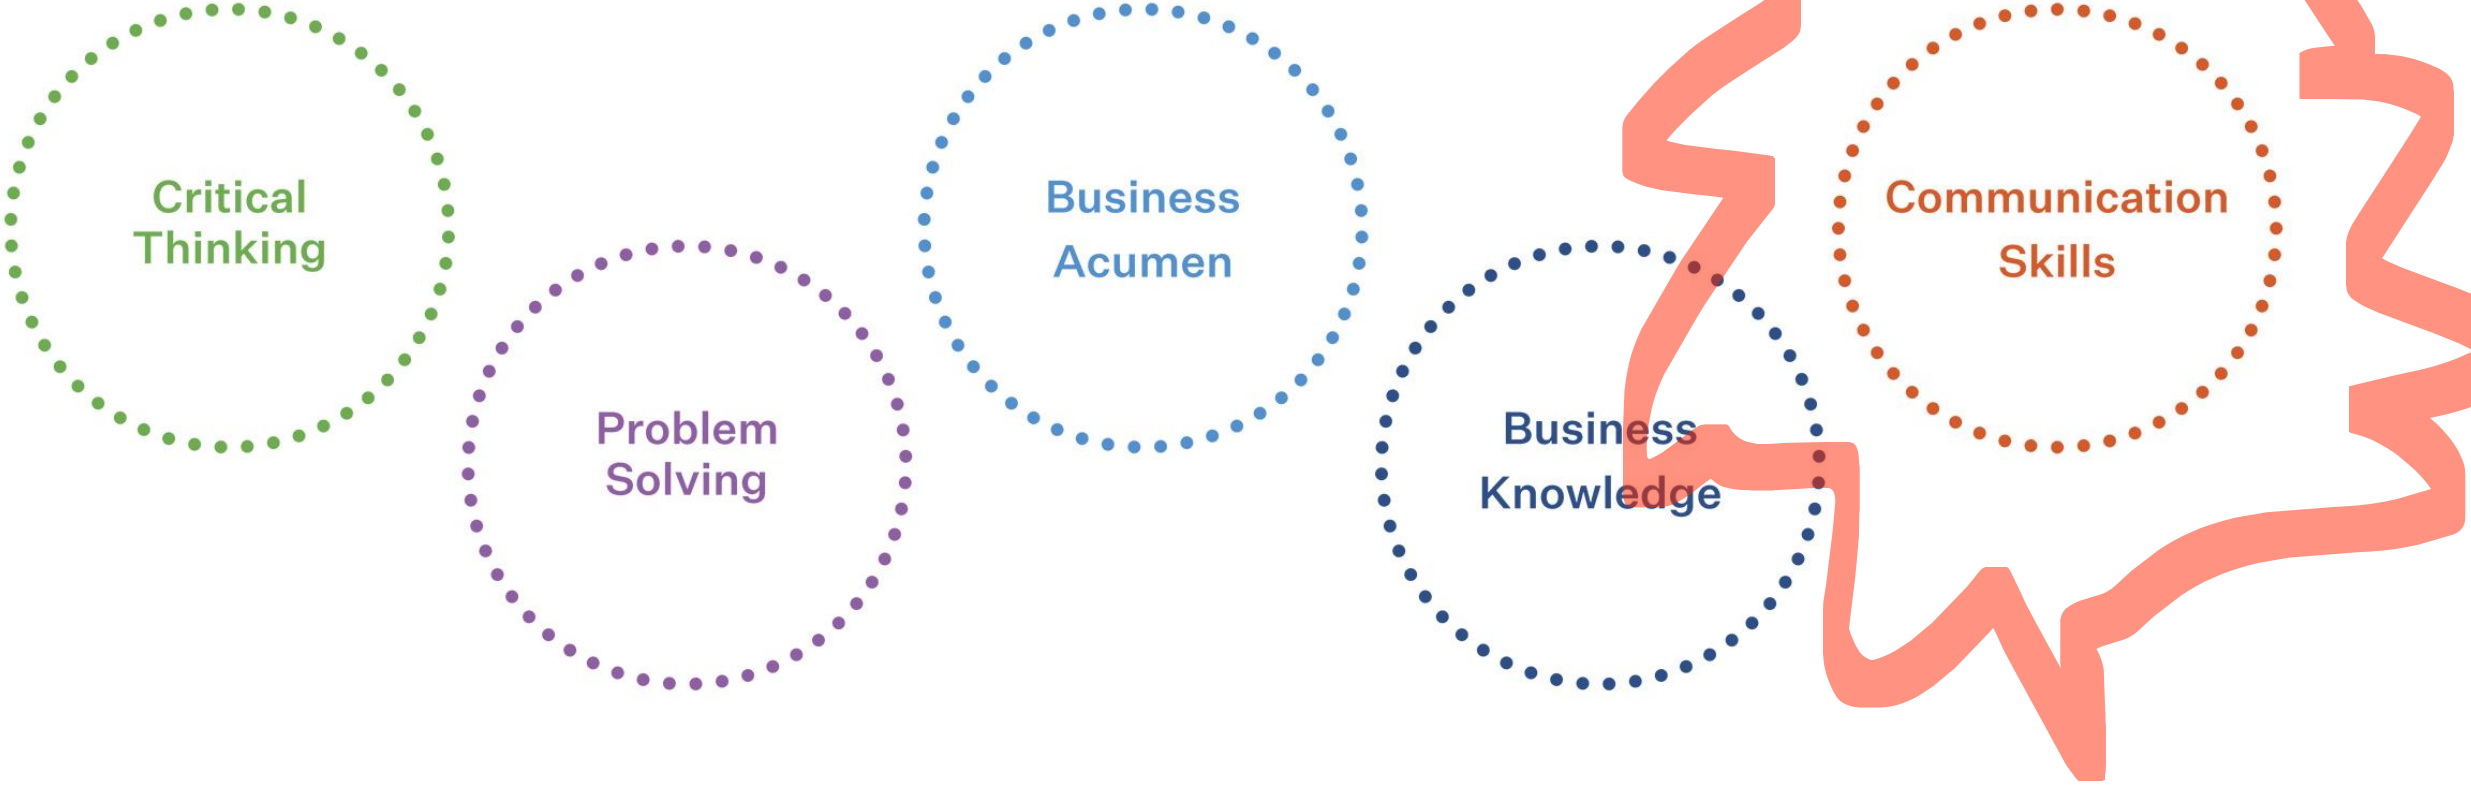 Critical
Thinking
Problem
Solving
Business
Acumen
Business
Knowledge
Communication
Skills